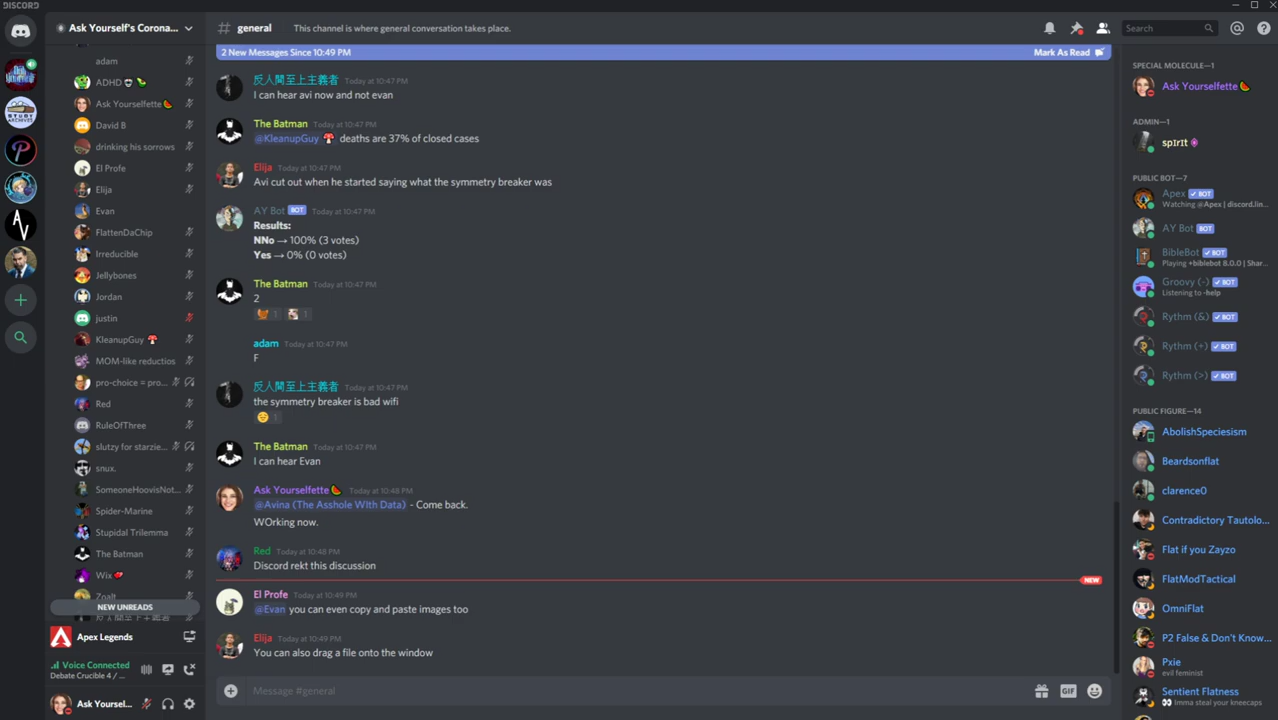 DISCORD
Ask Yourself's Corona...
adam
ADHD
Ask Yourselfette
David B
drinking his sorrows
El Profe
Elija
Evan
FlattenDaChip
Irreducible
Jellybones
Jordan
justin
KleanupGuy
MOM-like reductios
pro-choice = pro...
Red
RuleOfThree
slutzy for starzie...
snux.
SomeoneHoovisNot...
Spider-Marine
Stupidal Trilemma
The Batman
Wix
Zoalt
NEW UNREADS
反人間至上主義者
Apex Legends
Voice Connected
Debate Crucible 4 / ...
Ask Yoursel...
# general
This channel is where general conversation takes place.
Search
2 New Messages Since 10:49 PM
Mark As Read
反人間至上主義者 Today at 10:47 PM
I can hear avi now and not evan
The Batman Today at 10:47 PM
@KleanupGuy 🍄 deaths are 37% of closed cases
Elija Today at 10:47 PM
Avi cut out when he started saying what the symmetry breaker was
AY Bot BOT Today at 10:47 PM
Results:
NNo → 100% (3 votes)
Yes → 0% (0 votes)
The Batman Today at 10:47 PM
2
1 1
adam Today at 10:47 PM
F
反人間至上主義者 Today at 10:47 PM
the symmetry breaker is bad wifi
1
The Batman Today at 10:47 PM
I can hear Evan
Ask Yourselfette🍉 Today at 10:48 PM
@Avina (The Asshole With Data) - Come back.
WOrking now.
Red Today at 10:48 PM
Discord rekt this discussion
NEW
El Profe Today at 10:49 PM
@Evan you can even copy and paste images too
Elija Today at 10:49 PM
You can also drag a file onto the window
Message #general
GIF
SPECIAL MOLECULE—1
Ask Yourselfette🍉
ADMIN—1
spIrIt
PUBLIC BOT—7
Apex BOT
Watching @Apex | discord.lin...
AY Bot BOT
BibleBot BOT
Playing +biblebot 8.0.0 | Shar...
Groovy (-) BOT
Listening to -help
Rythm (&) BOT
Rythm (+) BOT
Rythm (>) BOT
PUBLIC FIGURE—14
AbolishSpeciesism
Beardsonflat
clarence0
Contradictory Tautolo...
Flat if you Zayzo
FlatModTactical
OmniFlat
P2 False & Don't Know...
Pxie
evil feminist
Sentient Flatness
👀 Imma steal your kneecaps